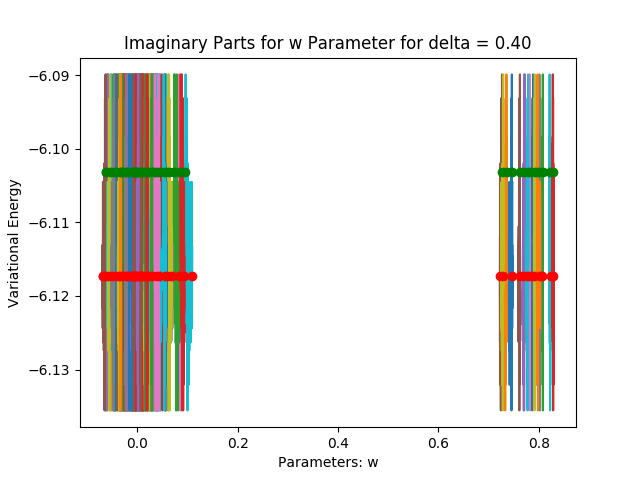 Imaginary Parts for w Parameter for delta = 0.40
Variational Energy
−6.09
−6.10
−6.11
−6.12
−6.13
0.0 0.2 0.4 0.6 0.8
Parameters: w